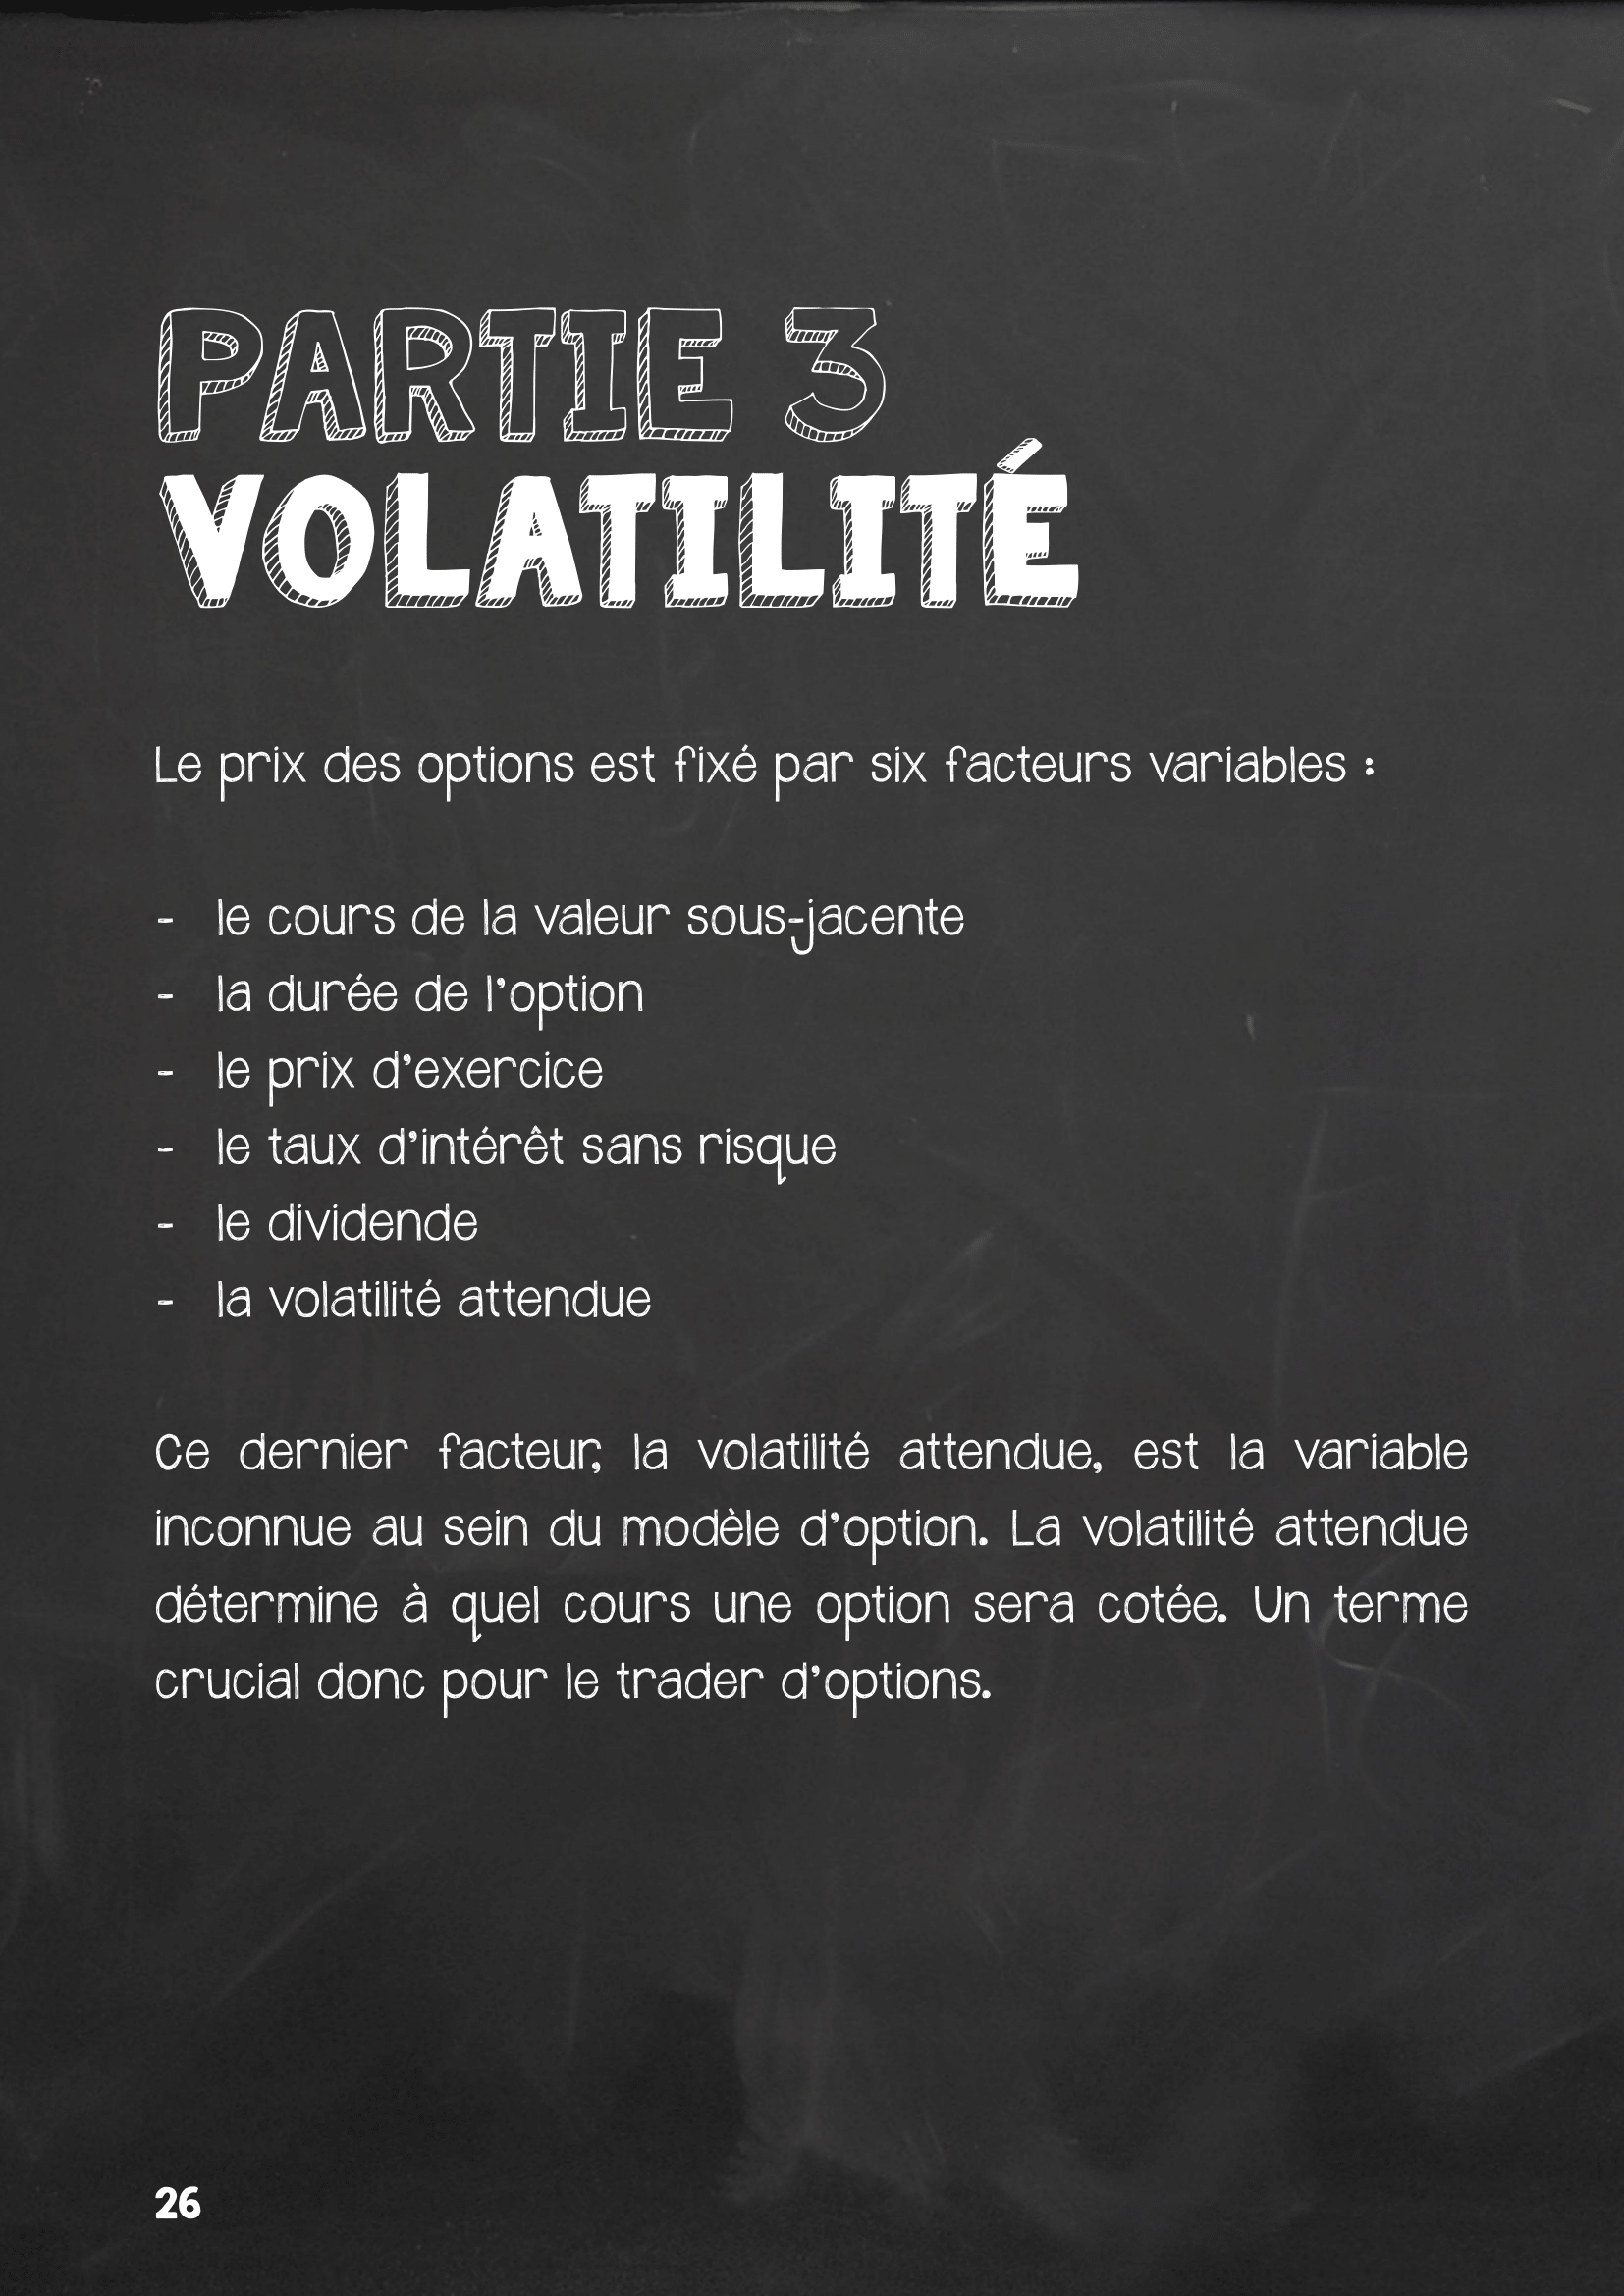 PARTIE 3
VOLATILITÉ
Le prix des options est fixé par six facteurs variables :
- le cours de la valeur sous-jacente
- la durée de l'option
- le prix d'exercice
- le taux d'intérêt sans risque
- le dividende
- la volatilité attendue
Ce dernier facteur, la volatilité attendue, est la variable
inconnue au sein du modèle d'option. La volatilité attendue
détermine à quel cours une option sera cotée. Un terme
crucial donc pour le trader d'options.
26